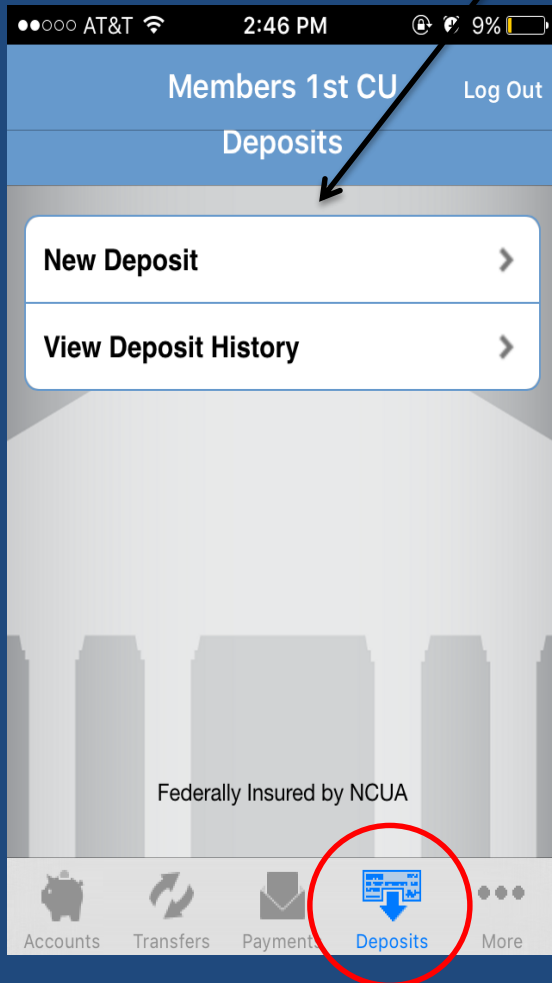 AT&T 2:46 PM 9%
Members 1st CU Log Out
Deposits
New Deposit
View Deposit History
Federally Insured by NCUA
Accounts Transfers Payments Deposits More